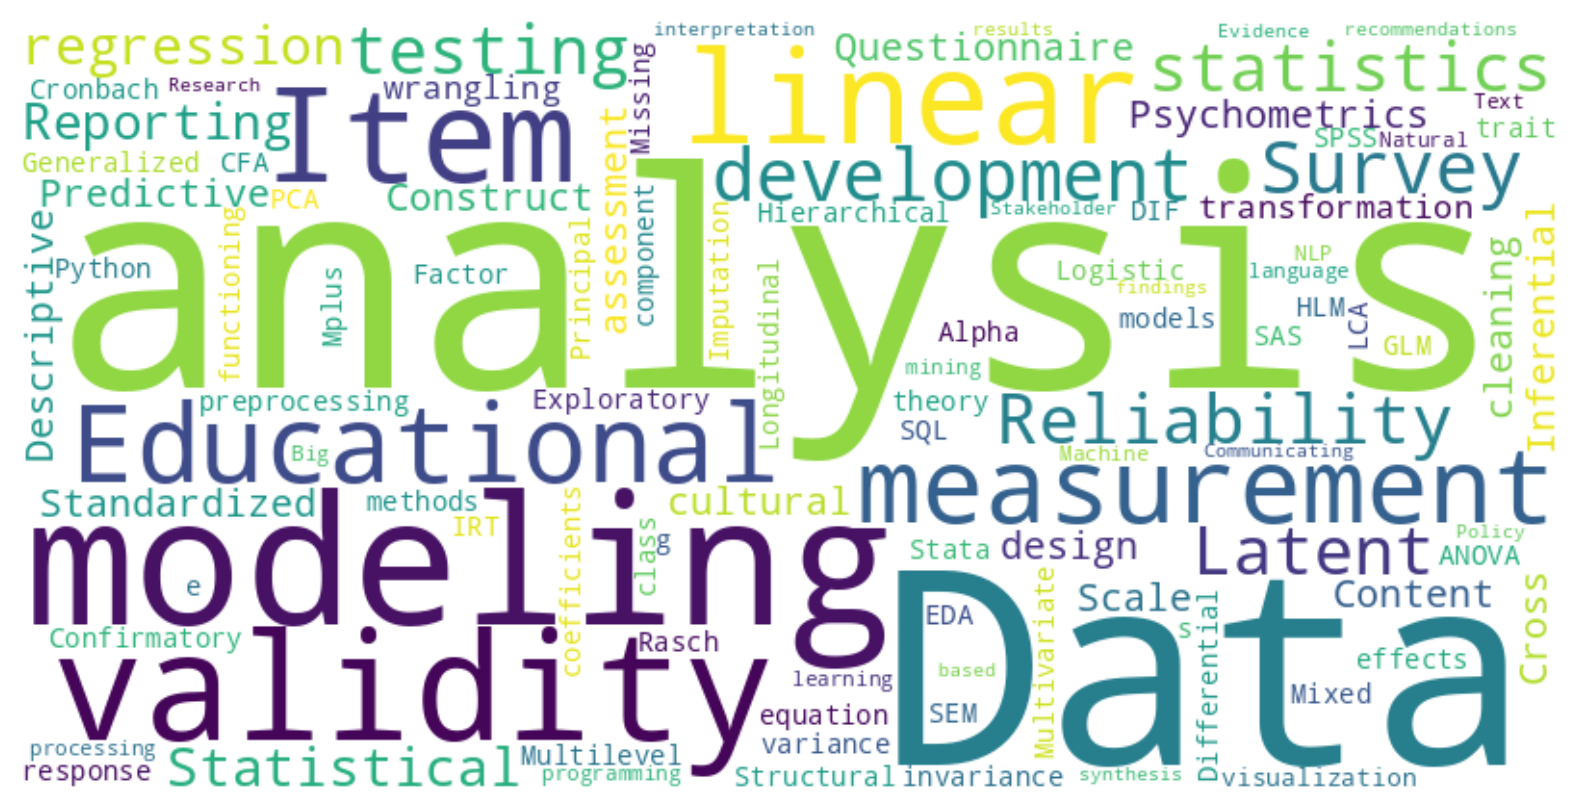 regression
testing
interpretation
linear
results
Questionnaire
Evidence
recommendations
statistics
Cronbach
Research
Item
wrangling
Missing
Psychometrics
Text
Reporting
SPSS
Natural
trait
Generalized
CFA
development
Survey
Predictive
PCA
Construct
assessment
component
Hierarchical
Stakeholder
DIF
transformation
analysis
Descriptive
Python
functioning
Mplus
Factor
Principal
Imputation
Longitudinal
Logistic
findings
NLP
language
models
HLM
LCA
Alpha
SAS
GLM
cleaning
Inferential
mining
preprocessing
Exploratory
theory
Reliability
SQL
Educational
Big
Machine
Communicating
measurement
Standardized
methods
cultural
IRT
modeling
coefficients
class
g
Stata
design
Latent
Policy
ANOVA
e
Data
EDA
Multivariate
Scale
s
Differential
Content
Cross
Confirmatory
validity
Rasch
learning
based
effects
Mixed
equation
SEM
variance
processing
response
Statistical
Multilevel
programming
Structural
invariance
synthesis
visualization